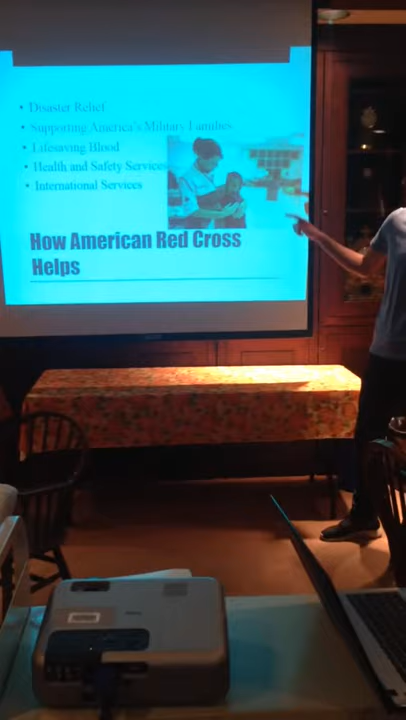 • Disaster Relief
• Supporting America's Military Families
• Lifesaving Blood
• Health and Safety Services
• International Services
How American Red Cross
Helps